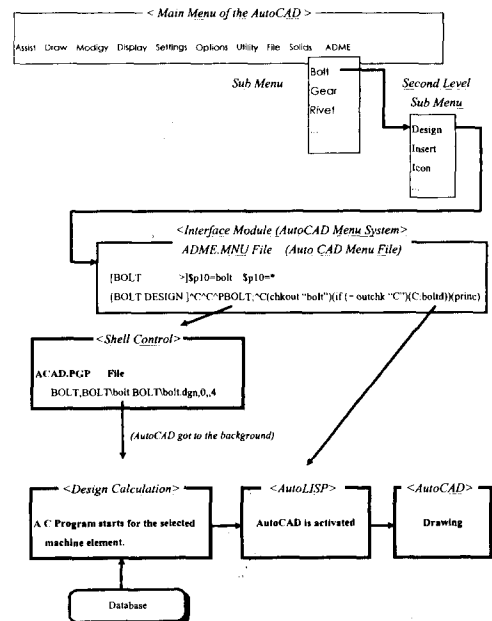 < Main Menu of the AutoCAD >
Assist Draw Modigy Display Settings Options Utility File Solids ADME
Sub Menu
Bolt
Gear
Rivet
...
Second Level
Sub Menu
Design
Insert
Icon
...
<Interface Module (AutoCAD Menu System>
ADME.MNU File (Auto CAD Menu File)
[BOLT >]$p10=bolt $p10=*
[BOLT DESIGN ]^C^C^PBOLT;^C(chkout "bolt")(if (= outchk "C")(C:boltd))(princ)
<Shell Control>
ACAD.PGP File
BOLT,BOLT\bolt BOLT\bolt.dgn,0,,4
(AutoCAD got to the background)
<Design Calculation>
A C Program starts for the selected
machine element.
<AutoLISP>
AutoCAD is activated
<AutoCAD>
Drawing
Database